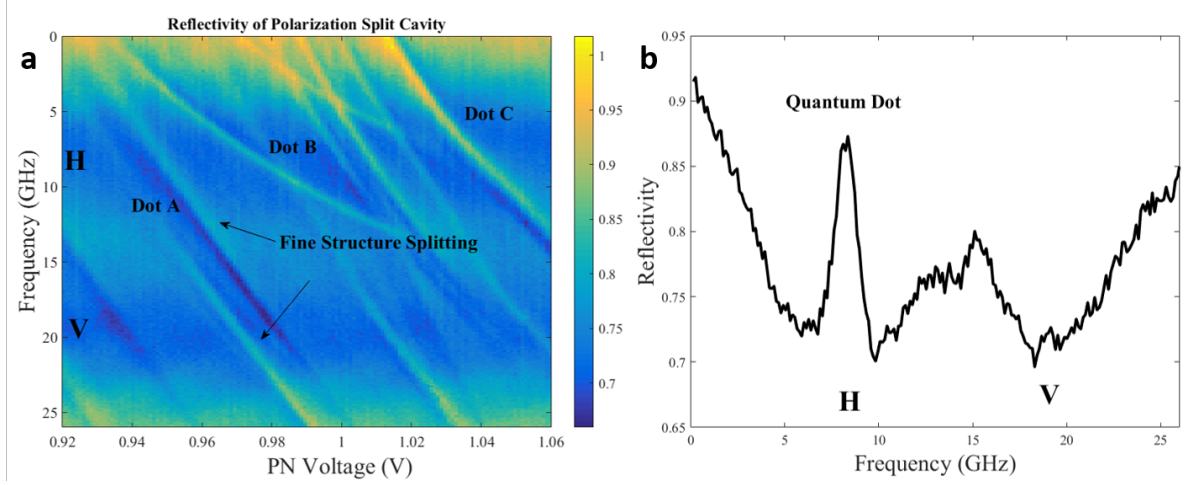 Reflectivity of Polarization Split Cavity
a
Frequency (GHz)
0
5
10
15
20
25
H
V
Dot A
Dot B
Dot C
Fine Structure Splitting
0.92 0.94 0.96 0.98 1 1.02 1.04 1.06
PN Voltage (V)
1
0.95
0.9
0.85
0.8
0.75
0.7
b
Reflectivity
0.95
0.9
0.85
0.8
0.75
0.7
0.65
Quantum Dot
H
V
0 5 10 15 20 25
Frequency (GHz)